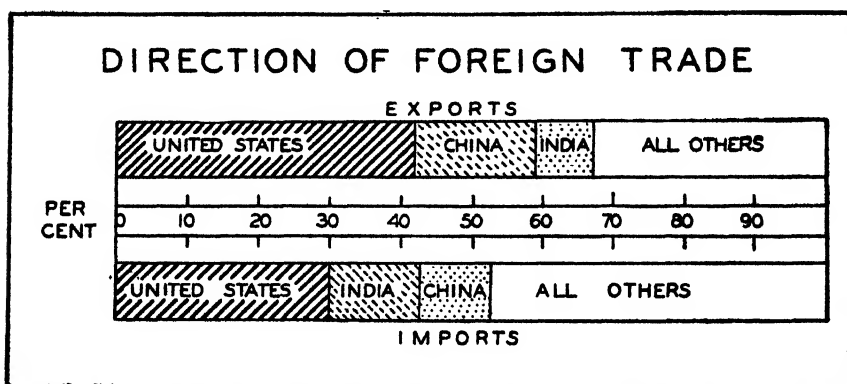 DIRECTION OF FOREIGN TRADE
EXPORTS
UNITED STATES CHINA INDIA ALL OTHERS
PER CENT
0 10 20 30 40 50 60 70 80 90
UNITED STATES INDIA CHINA ALL OTHERS
IMPORTS